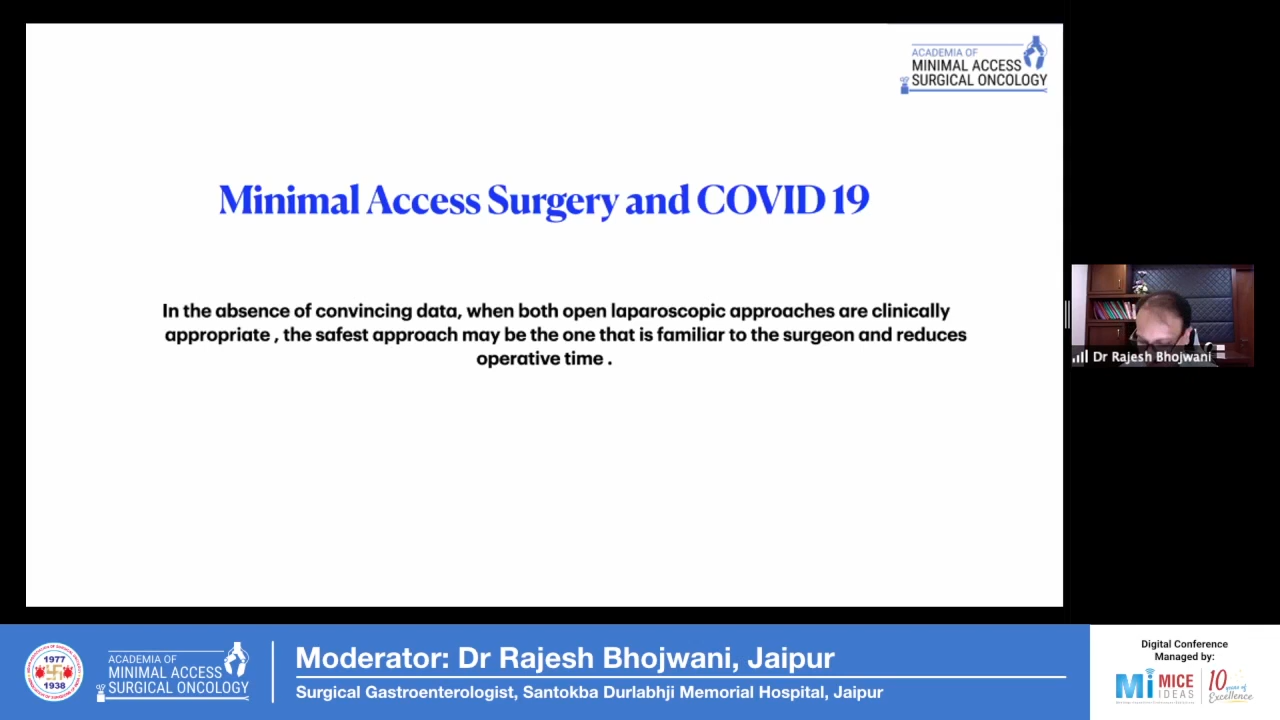 ACADEMIA OF
MINIMAL ACCESS
SURGICAL ONCOLOGY
Minimal Access Surgery and COVID 19
In the absence of convincing data, when both open laparoscopic approaches are clinically
appropriate , the safest approach may be the one that is familiar to the surgeon and reduces
operative time .
Dr Rajesh Bhojwani
1977
1938
ACADEMIA OF
MINIMAL ACCESS
SURGICAL ONCOLOGY
Moderator: Dr Rajesh Bhojwani, Jaipur
Surgical Gastroenterologist, Santokba Durlabhji Memorial Hospital, Jaipur
Digital Conference
Managed by:
Mi MICE
IDEAS
10 years of
Excellence